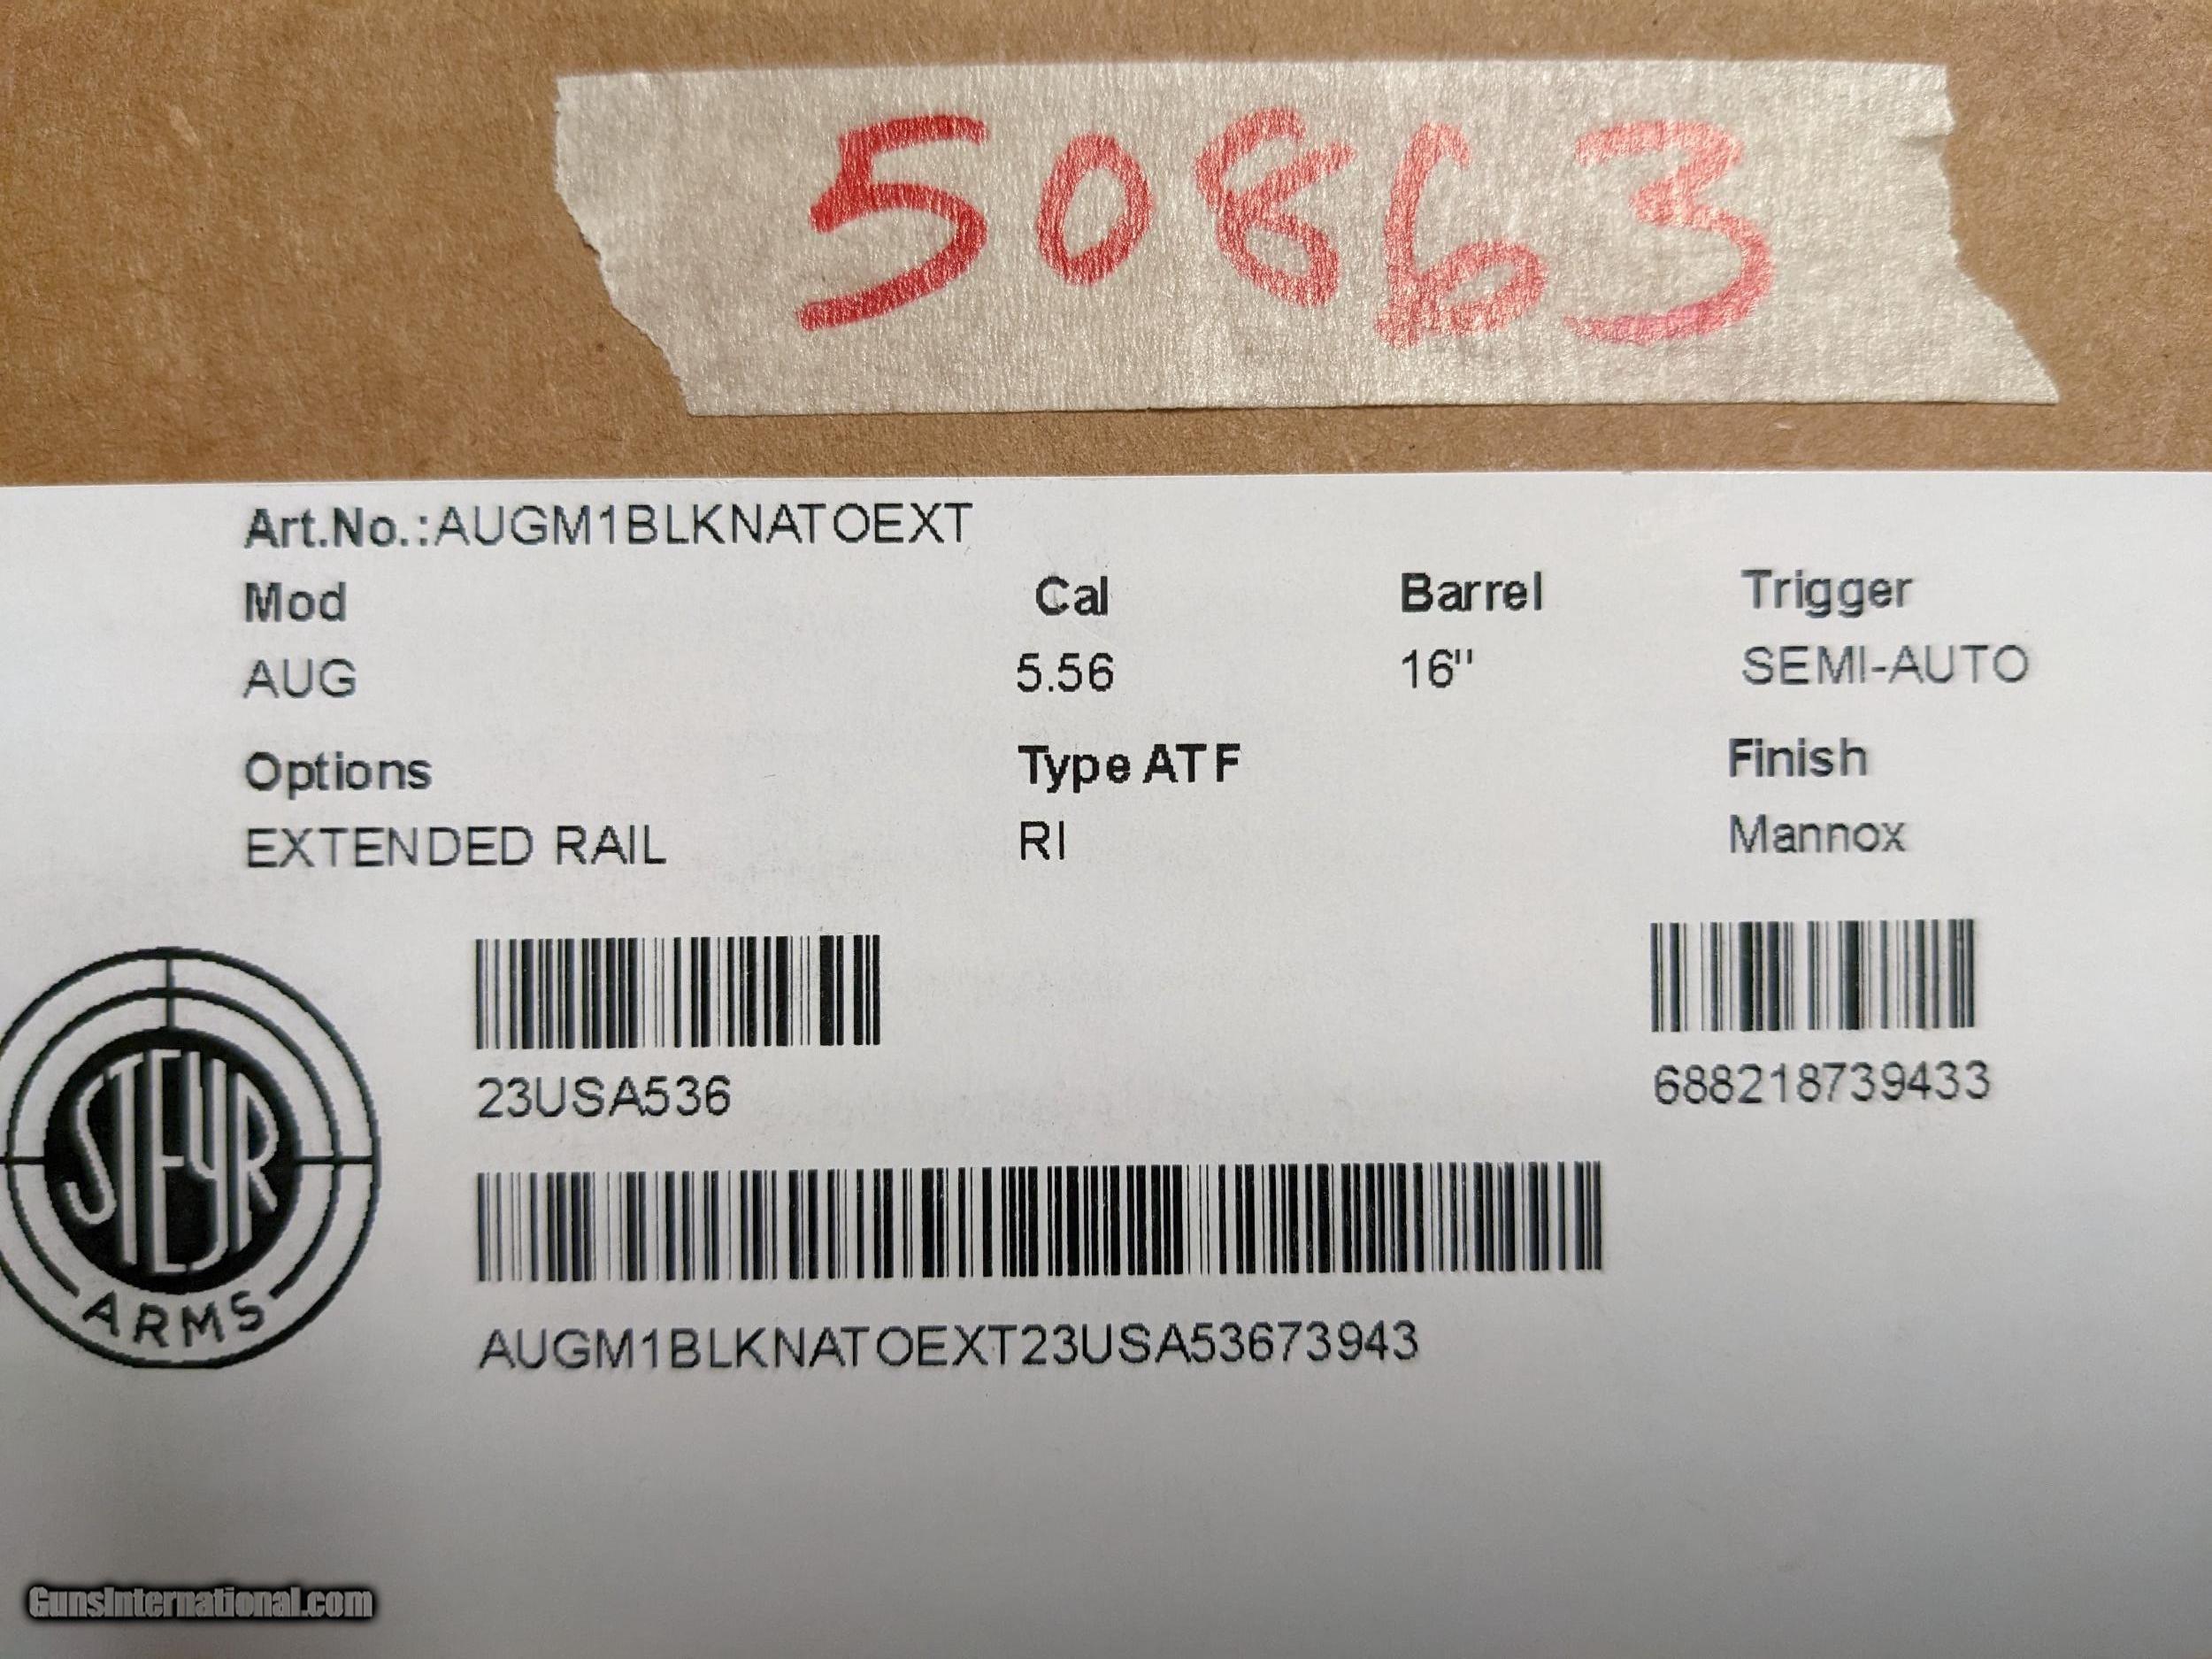 50863
Art.No.:AUGM1BLKNATOEXT
Mod Cal Barrel Trigger
AUG 5.56 16" SEMI-AUTO
Options Type ATF Finish
EXTENDED RAIL RI Mannox
23USA536 688218739433
STEYR
ARMS
AUGM1BLKNATOEXT23USA53673943
GunsInternational.com